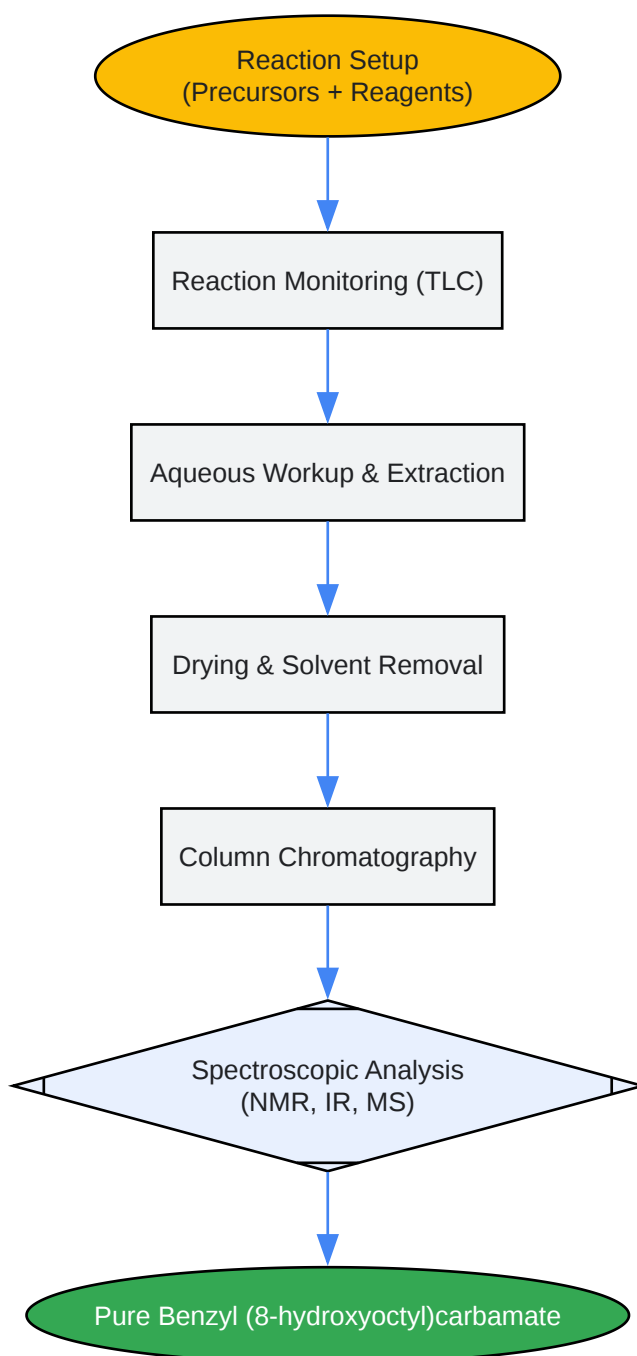 Reaction Setup
(Precursors + Reagents)
Reaction Monitoring (TLC)
Aqueous Workup & Extraction
Drying & Solvent Removal
Column Chromatography
Spectroscopic Analysis
(NMR, IR, MS)
Pure Benzyl (8-hydroxyoctyl)carbamate